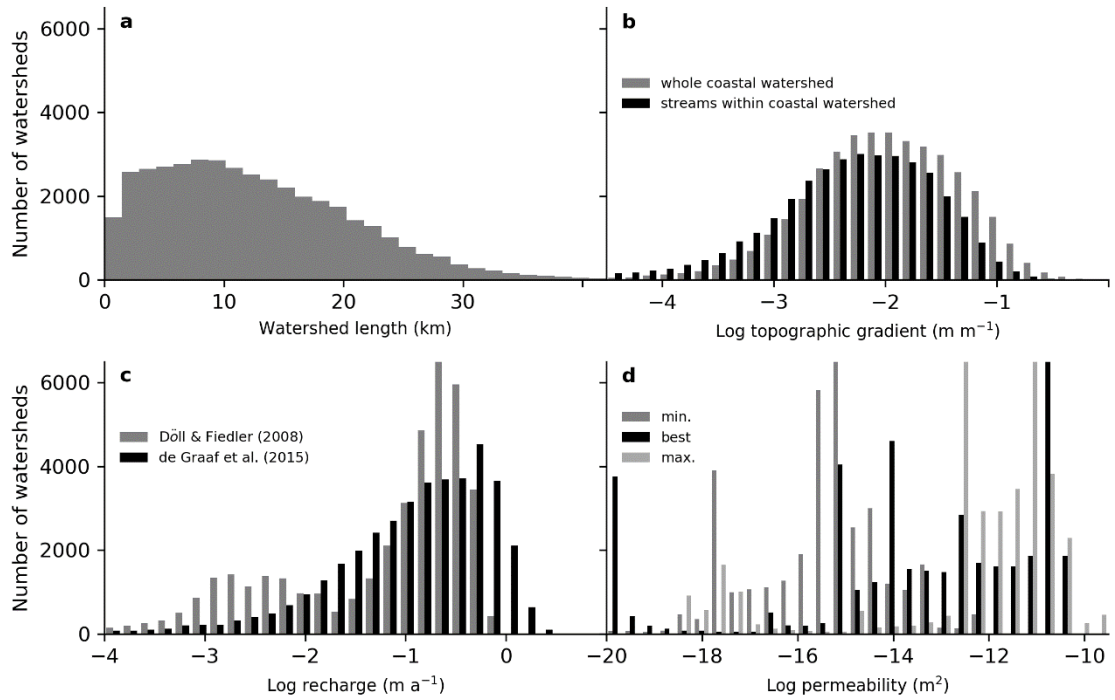 a
6000
4000
2000
0
Number of watersheds
0 10 20 30
Watershed length (km)
b
whole coastal watershed
streams within coastal watershed
−4 −3 −2 −1
Log topographic gradient (m m⁻¹)
c
6000
4000
2000
0
Number of watersheds
Döll & Fiedler (2008)
de Graaf et al. (2015)
−4 −3 −2 −1 0
Log recharge (m a⁻¹)
d
min.
best
max.
−20 −18 −16 −14 −12 −10
Log permeability (m²)